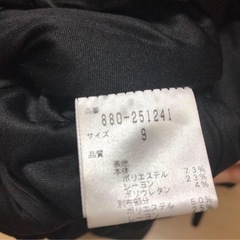 品番
880-251241
サイズ
9
品質
表地
本体
ポリエステル 73%
レーヨン 23%
ポリウレタン 4%
別布部分
ポリエステル 60%